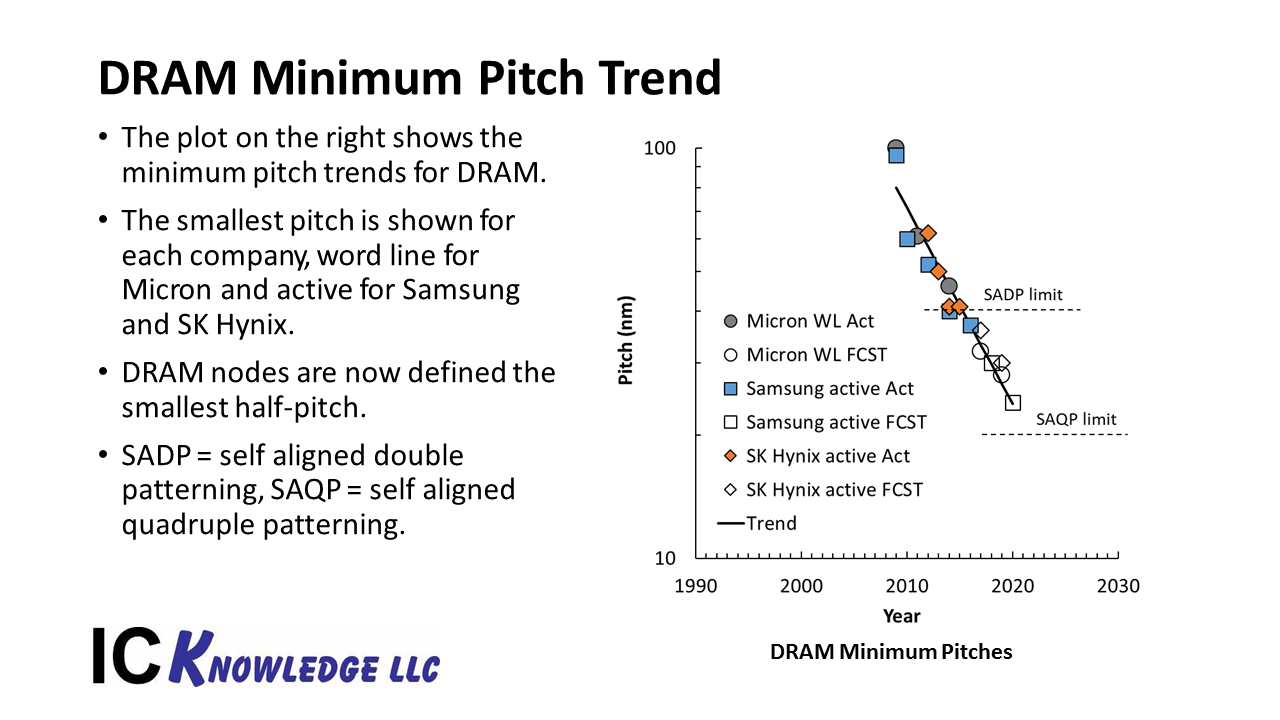 DRAM Minimum Pitch Trend
• The plot on the right shows the
minimum pitch trends for DRAM.
• The smallest pitch is shown for
each company, word line for
Micron and active for Samsung
and SK Hynix.
• DRAM nodes are now defined the
smallest half-pitch.
• SADP = self aligned double
patterning, SAQP = self aligned
quadruple patterning.
IC KNOWLEDGE LLC
100
10
Pitch (nm)
SADP limit
SAQP limit
Micron WL Act
Micron WL FCST
Samsung active Act
Samsung active FCST
SK Hynix active Act
SK Hynix active FCST
Trend
1990 2000 2010 2020 2030
Year
DRAM Minimum Pitches